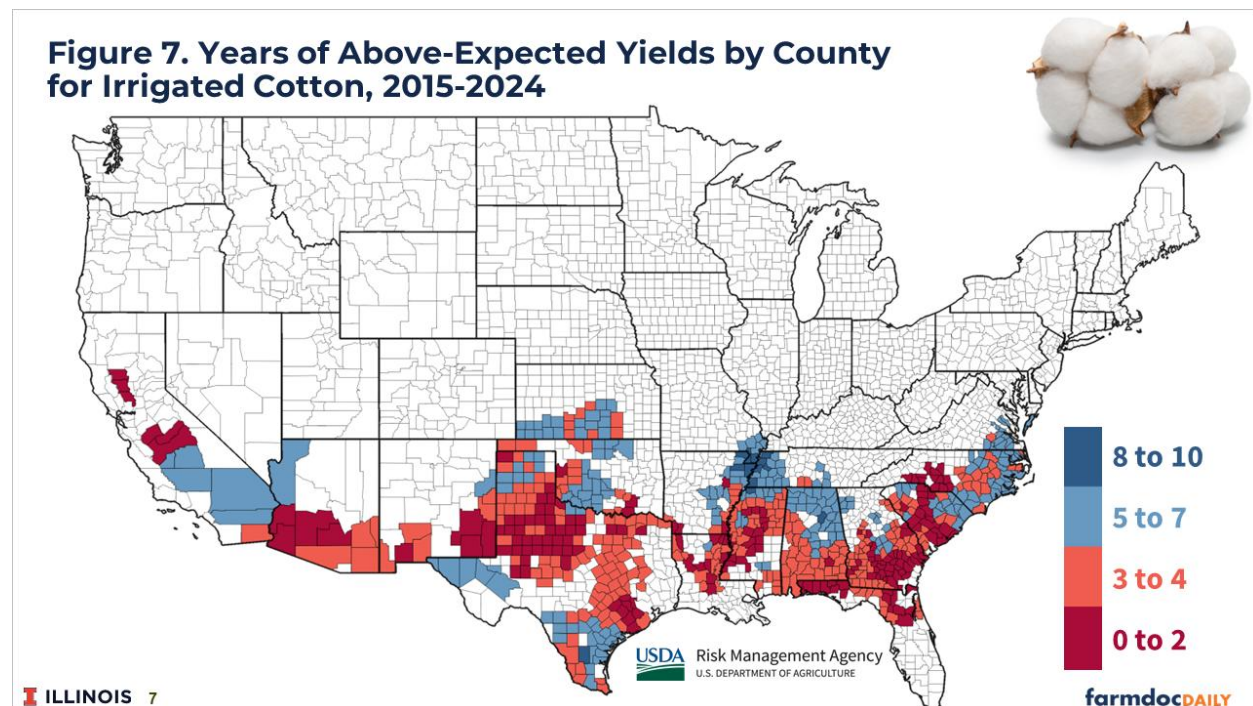 Figure 7. Years of Above-Expected Yields by County
for Irrigated Cotton, 2015-2024
8 to 10
5 to 7
3 to 4
0 to 2
USDA Risk Management Agency
U.S. DEPARTMENT OF AGRICULTURE
I ILLINOIS 7
farmdocDAILY